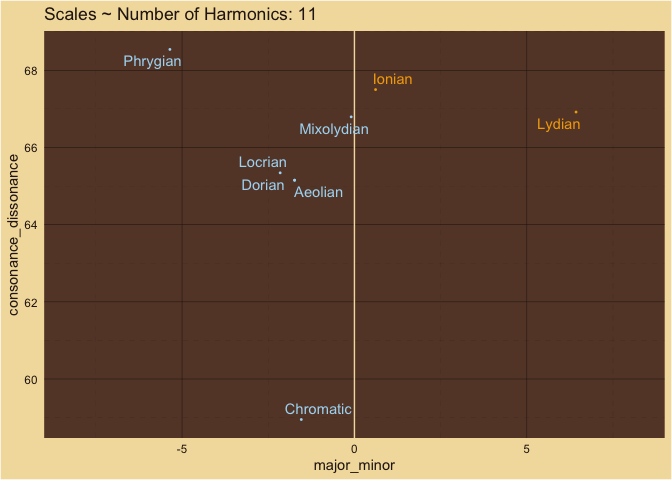 Scales ~ Number of Harmonics: 11
consonance_dissonance
68
66
64
62
60
Phrygian
Ionian
Lydian
Mixolydian
Locrian
Dorian
Aeolian
Chromatic
-5
0
5
major_minor